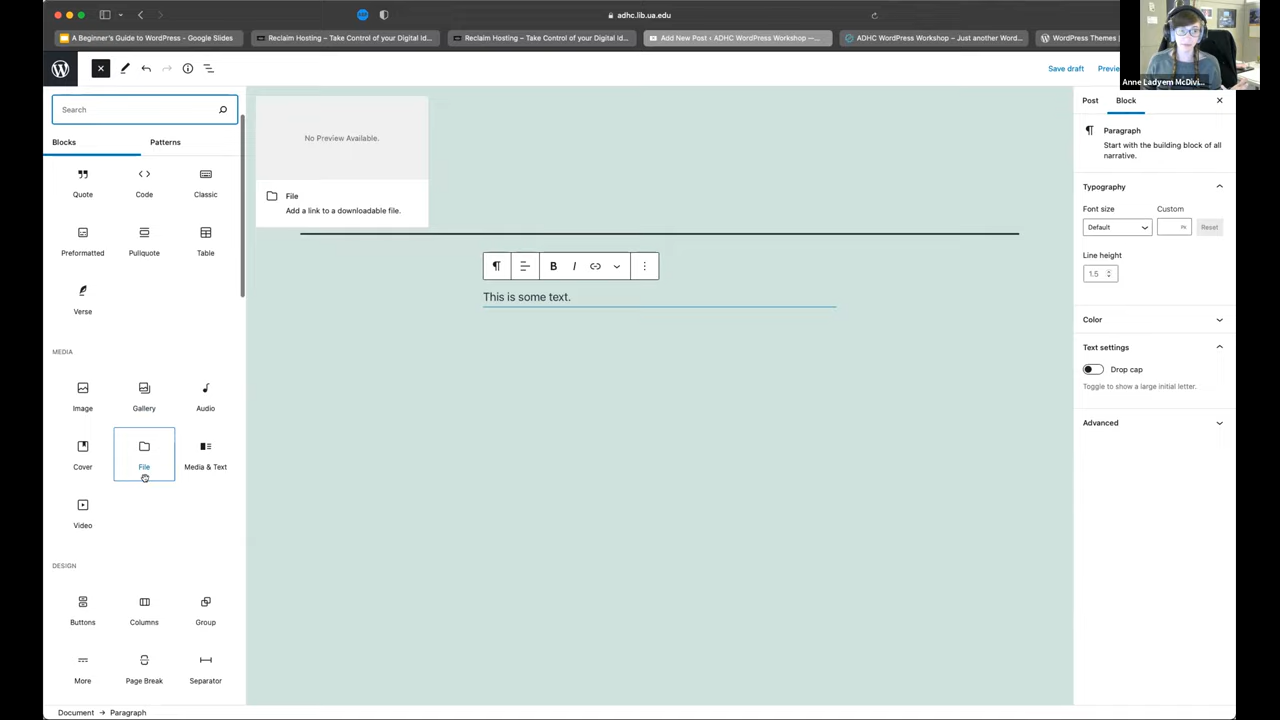 adhc.lib.ua.edu
A Beginner's Guide to WordPress - Google Slides
Reclaim Hosting – Take Control of your Digital Id...
Reclaim Hosting – Take Control of your Digital Id...
Add New Post ‹ ADHC WordPress Workshop —...
ADHC WordPress Workshop – Just another Word...
WordPress Themes |
Save draft
Previe
Anne Ladyem McDivi...
Search
Blocks
Patterns
Quote
Code
Classic
Preformatted
Pullquote
Table
Verse
MEDIA
Image
Gallery
Audio
Cover
File
Media & Text
Video
DESIGN
Buttons
Columns
Group
More
Page Break
Separator
No Preview Available.
File
Add a link to a downloadable file.
B
I
This is some text.
Post
Block
Paragraph
Start with the building block of all
narrative.
Typography
Font size
Custom
Default
PX
Reset
Line height
1.5
Color
Text settings
Drop cap
Toggle to show a large initial letter.
Advanced
Document → Paragraph